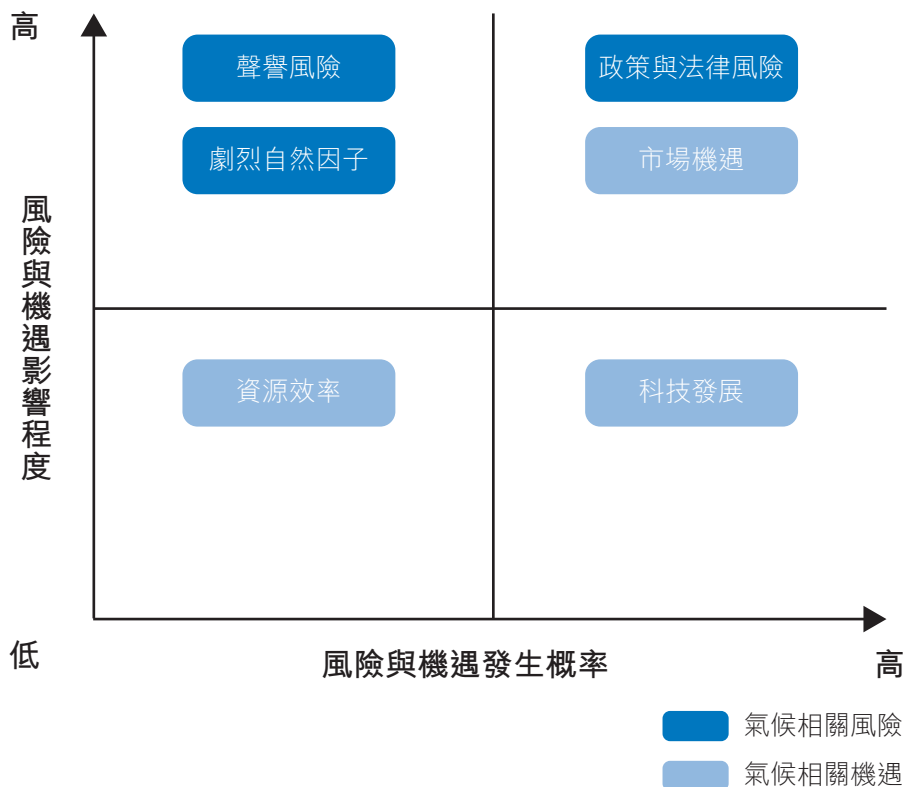 高
聲譽風險
政策與法律風險
劇烈自然因子
市場機遇
風險與機遇影響程度
資源效率
科技發展
低
風險與機遇發生概率
高
氣候相關風險
氣候相關機遇